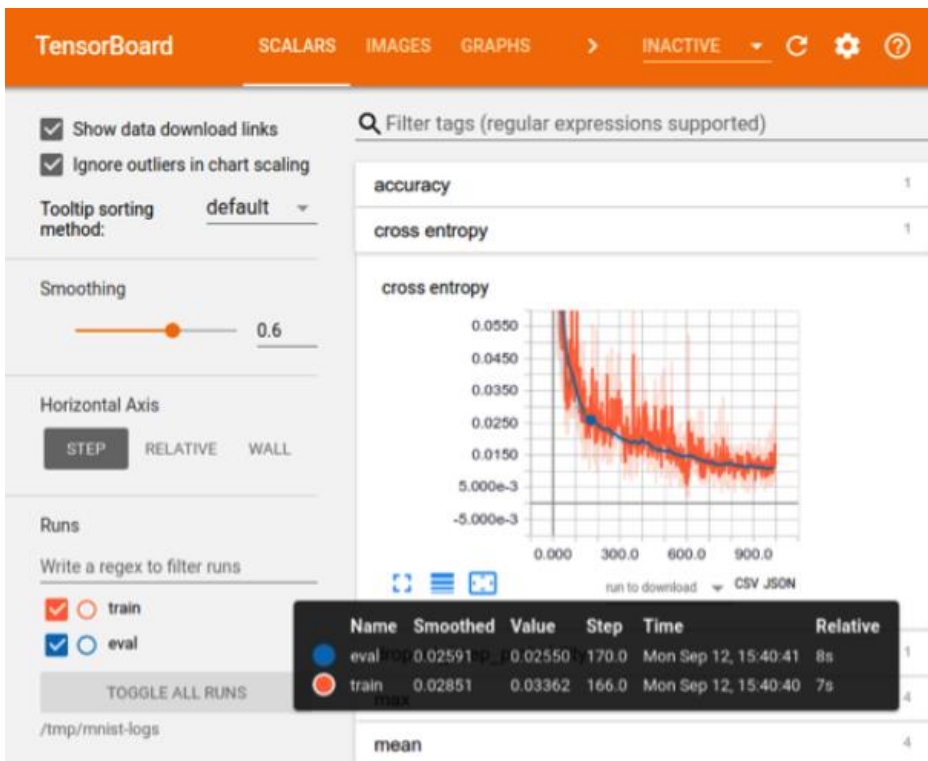 TensorBoard SCALARS IMAGES GRAPHS > INACTIVE
Show data download links
Ignore outliers in chart scaling
Tooltip sorting method: default
Smoothing
0.6
Horizontal Axis
STEP RELATIVE WALL
Runs
Write a regex to filter runs
train
eval
TOGGLE ALL RUNS
/tmp/mnist-logs
Filter tags (regular expressions supported)
accuracy 1
cross entropy 1
cross entropy
0.0550
0.0450
0.0350
0.0250
0.0150
5.000e-3
-5.000e-3
0.000 300.0 600.0 900.0
run to download CSV JSON
Name Smoothed Value Step Time Relative
eval 0.02591 0.02550 170.0 Mon Sep 12, 15:40:41 8s
train 0.02851 0.03362 166.0 Mon Sep 12, 15:40:40 7s
1
max 4
mean 4